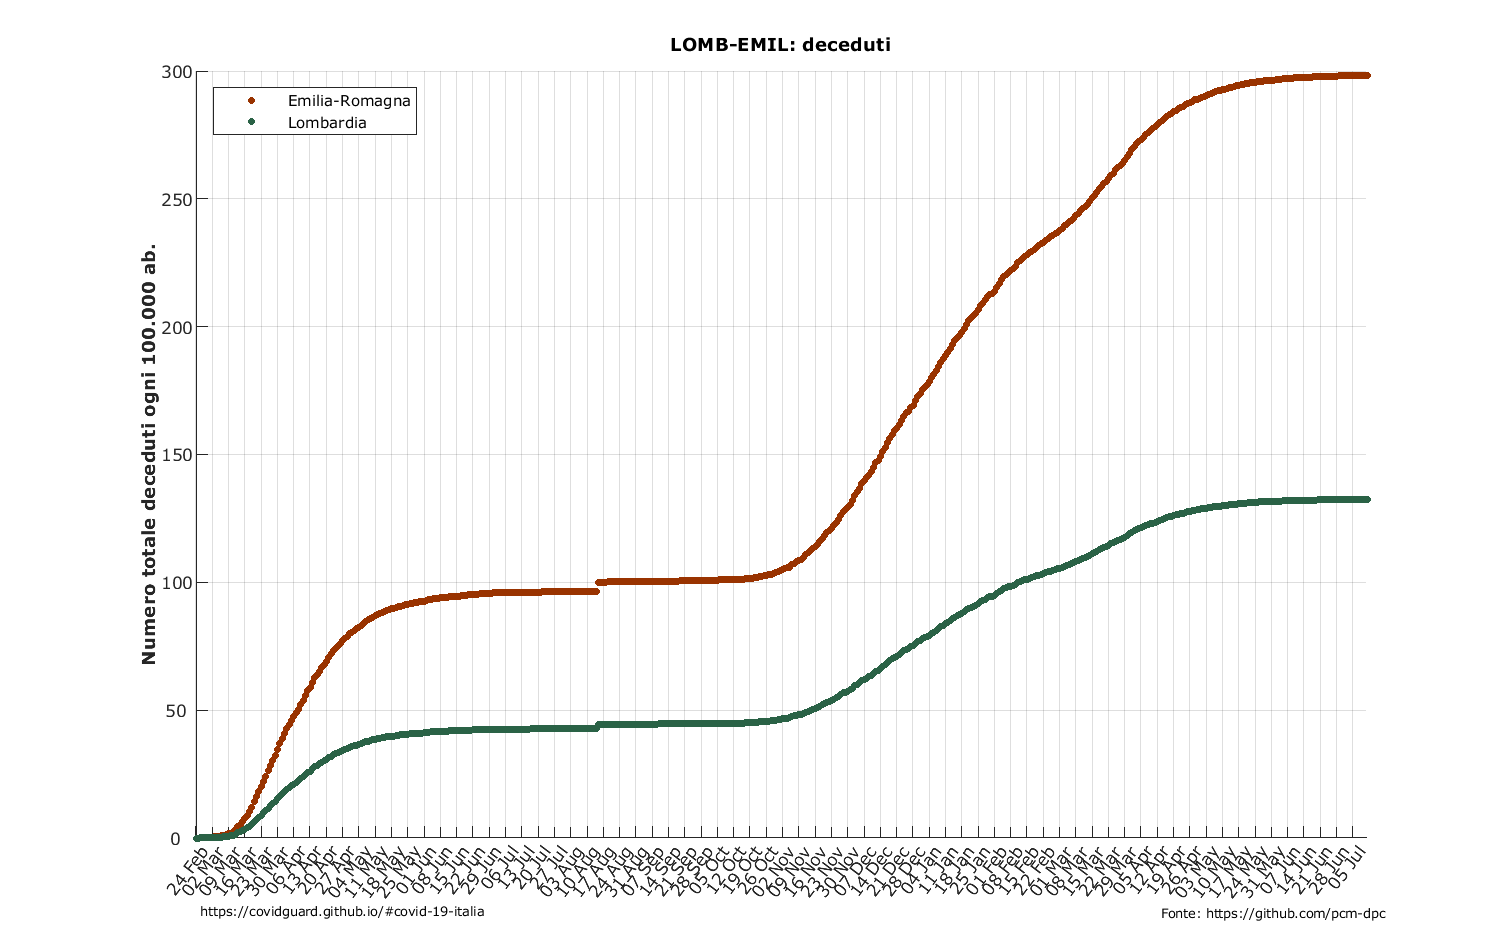 LOMB-EMIL: deceduti
Emilia-Romagna
Lombardia
Numero totale deceduti ogni 100.000 ab.
300
250
200
150
100
50
0
24 Feb
02 Mar
09 Mar
16 Mar
23 Mar
30 Mar
06 Apr
13 Apr
20 Apr
27 Apr
04 May
11 May
18 May
25 May
01 Jun
08 Jun
15 Jun
22 Jun
29 Jun
06 Jul
13 Jul
20 Jul
27 Jul
03 Aug
10 Aug
17 Aug
24 Aug
31 Aug
07 Sep
14 Sep
21 Sep
28 Sep
05 Oct
12 Oct
19 Oct
26 Oct
02 Nov
09 Nov
16 Nov
23 Nov
30 Nov
07 Dec
14 Dec
21 Dec
28 Dec
04 Jan
11 Jan
18 Jan
25 Jan
01 Feb
08 Feb
15 Feb
22 Feb
01 Mar
08 Mar
15 Mar
22 Mar
29 Mar
05 Apr
12 Apr
19 Apr
26 Apr
03 May
10 May
17 May
24 May
31 May
07 Jun
14 Jun
21 Jun
28 Jun
05 Jul
https://covidguard.github.io/#covid-19-italia
Fonte: https://github.com/pcm-dpc